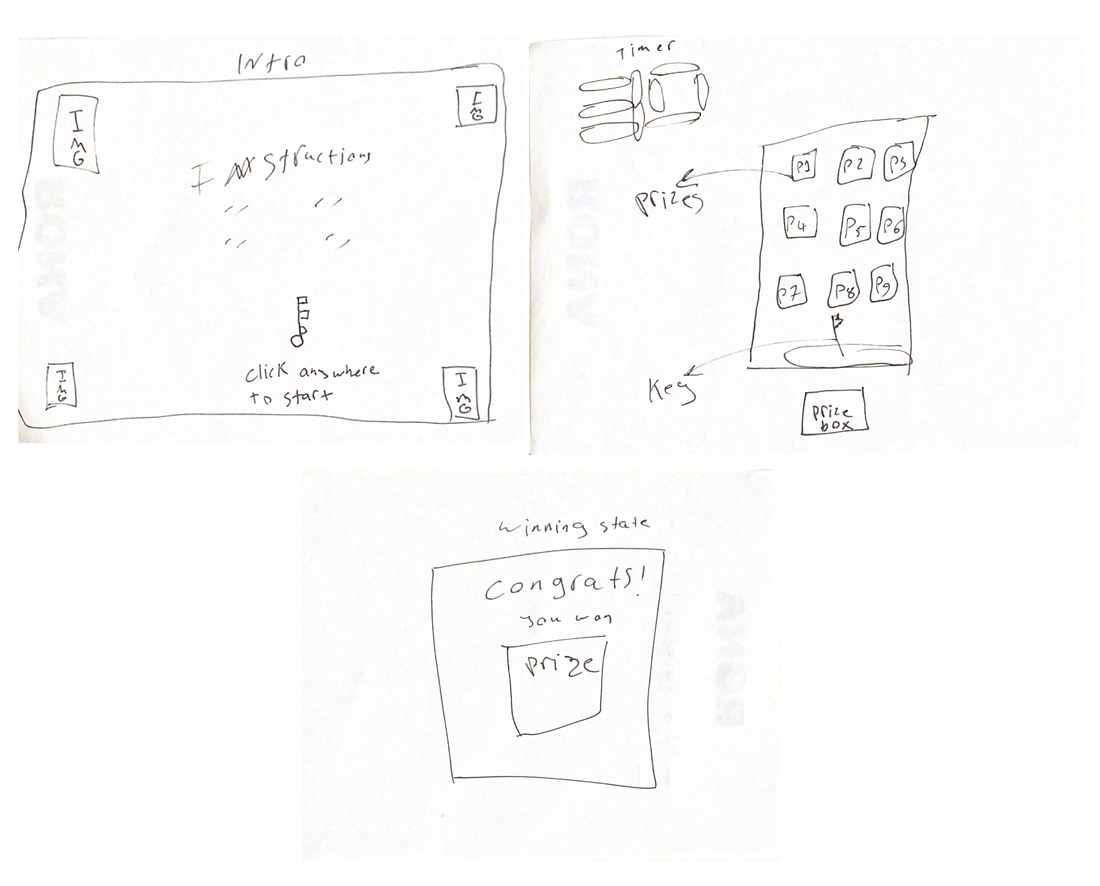 Intro
IMG
IMG
Instructions
click anywhere
to start
IMG
IMG
Timer
P1 P2 P3
prizes
P4 P5 P6
P7 P8 P9
Key
prize
box
winning state
Congrats!
you won
prize